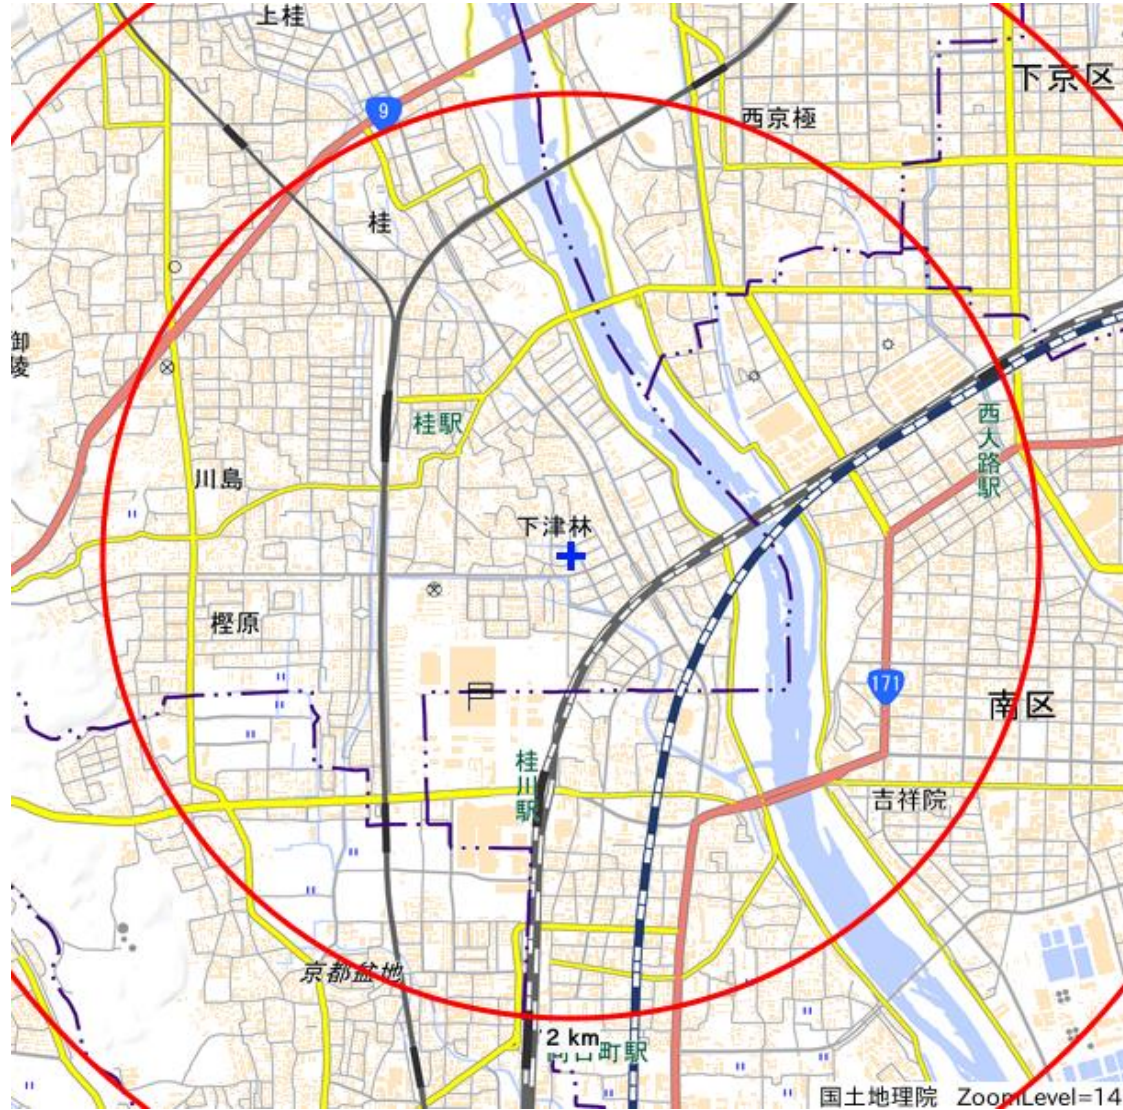 上桂
下京区
9
西京極
桂
御陵
桂駅
西大路駅
川島
下津林
樫原
171
南区
桂川駅
吉祥院
京都盆地
2 km
町駅
国土地理院 ZoomLevel=14